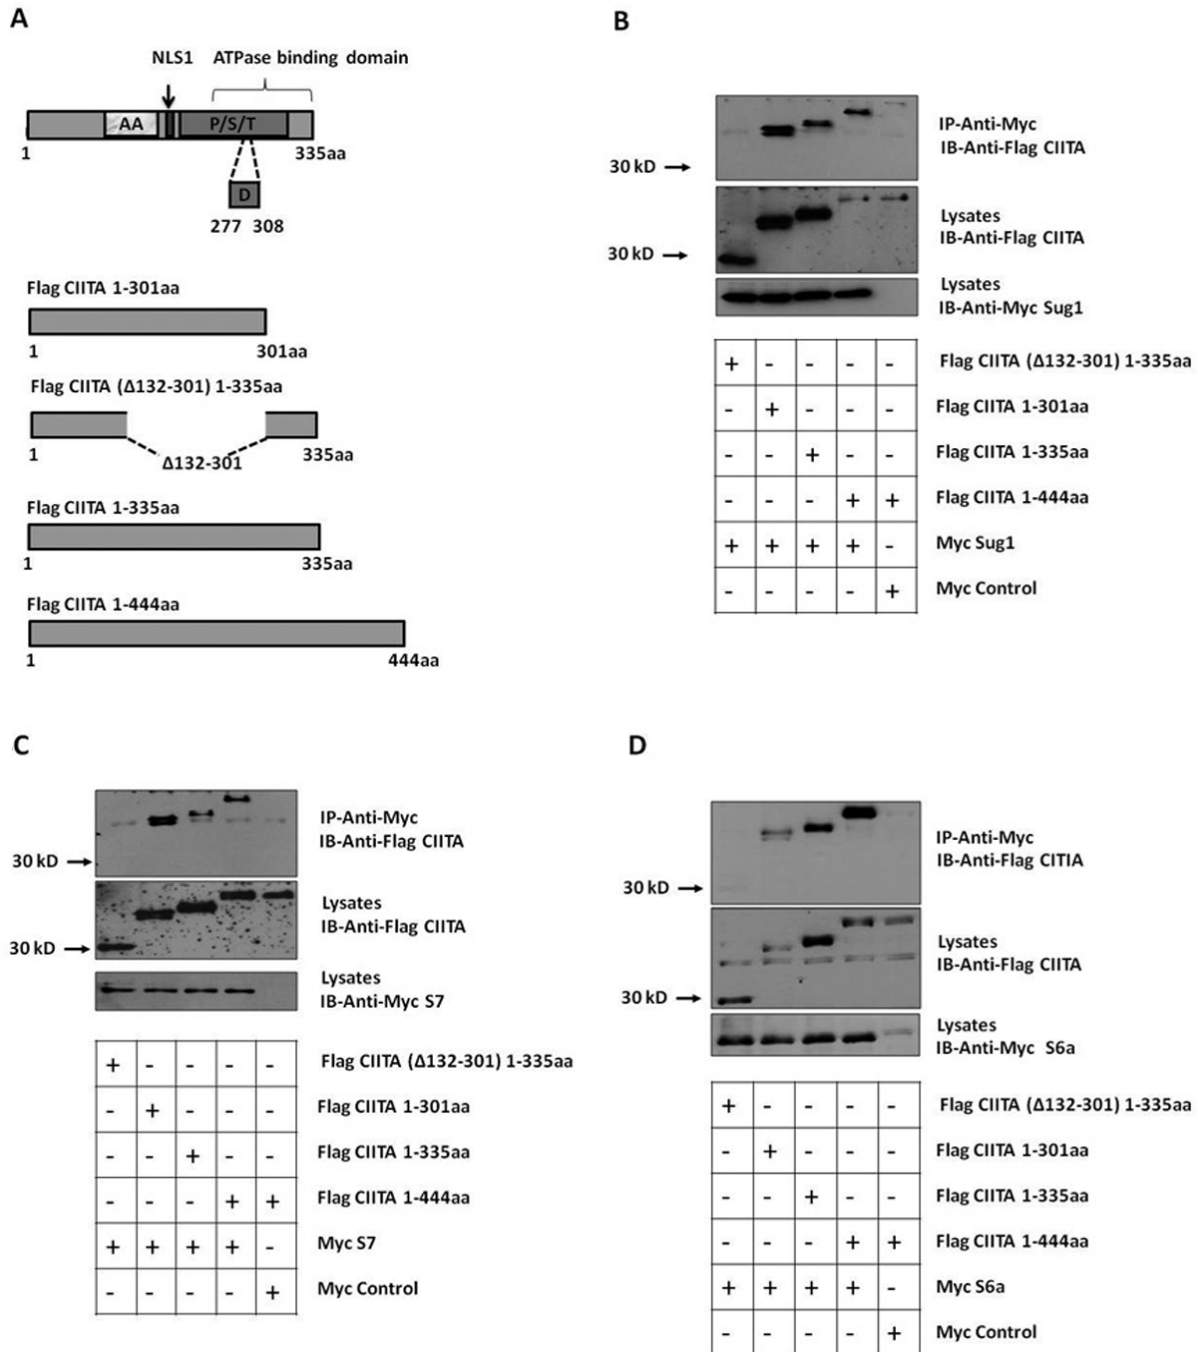 A
NLS1 ATPase binding domain
AA P/S/T
1 335aa
D
277 308
Flag CIITA 1-301aa
1 301aa
Flag CIITA (Δ132-301) 1-335aa
1 Δ132-301 335aa
Flag CIITA 1-335aa
1 335aa
Flag CIITA 1-444aa
1 444aa
B
IP-Anti-Myc
IB-Anti-Flag CIITA
30 kD
Lysates
IB-Anti-Flag CIITA
30 kD
Lysates
IB-Anti-Myc Sug1
+ - - - - Flag CIITA (Δ132-301) 1-335aa
- + - - - Flag CIITA 1-301aa
- - + - - Flag CIITA 1-335aa
- - - + + Flag CIITA 1-444aa
+ + + + - Myc Sug1
- - - - + Myc Control
C
IP-Anti-Myc
IB-Anti-Flag CIITA
30 kD
Lysates
IB-Anti-Flag CIITA
30 kD
Lysates
IB-Anti-Myc S7
+ - - - - Flag CIITA (Δ132-301) 1-335aa
- + - - - Flag CIITA 1-301aa
- - + - - Flag CIITA 1-335aa
- - - + + Flag CIITA 1-444aa
+ + + + - Myc S7
- - - - + Myc Control
D
IP-Anti-Myc
IB-Anti-Flag CITIA
30 kD
Lysates
IB-Anti-Flag CIITA
30 kD
Lysates
IB-Anti-Myc S6a
+ - - - - Flag CIITA (Δ132-301) 1-335aa
- + - - - Flag CIITA 1-301aa
- - + - - Flag CIITA 1-335aa
- - - + + Flag CIITA 1-444aa
+ + + + - Myc S6a
- - - - + Myc Control